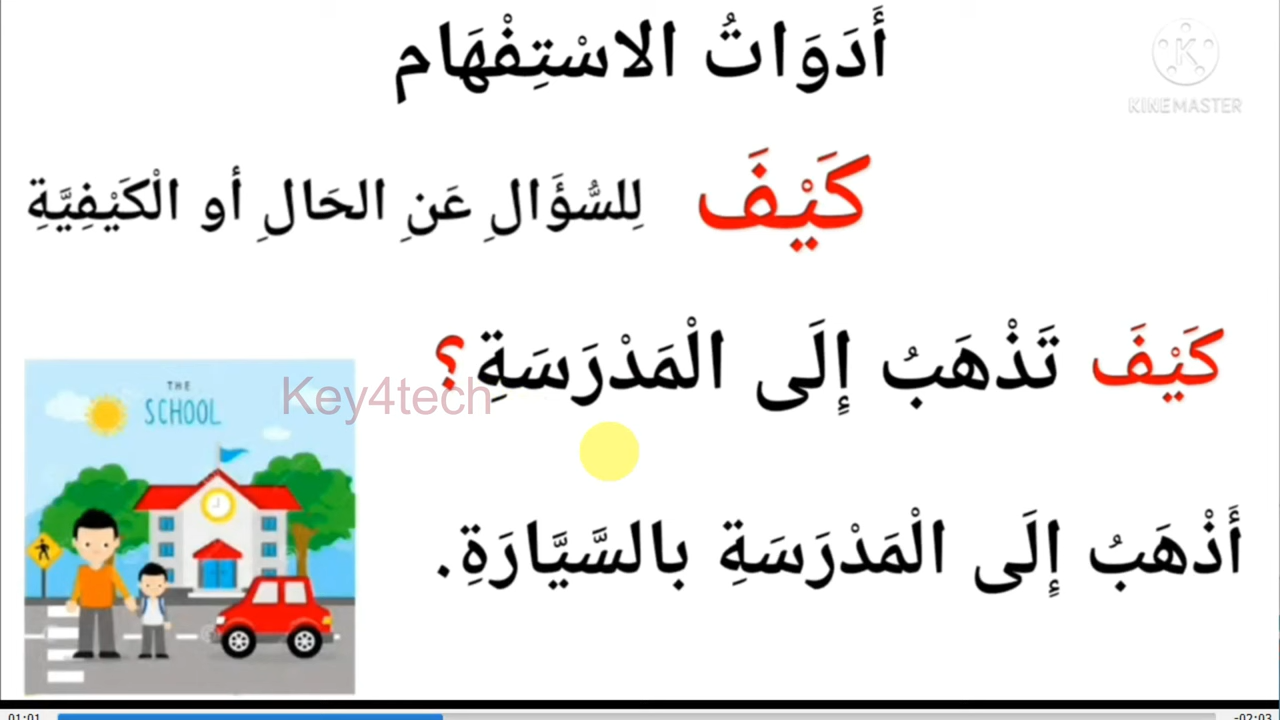 أَدَوَاتُ الاسْتِفْهَام
KINEMASTER
كَيْفَ لِلسُّؤَالِ عَنِ الحَالِ أو الْكَيْفِيَّة
كَيْفَ تَذْهَبُ إِلَى الْمَدْرَسَةِ؟
Key4tech
THE
SCHOOL
أَذْهَبُ إِلَى الْمَدْرَسَةِ بالسَّيَّارَةِ.
01:01 -02:03